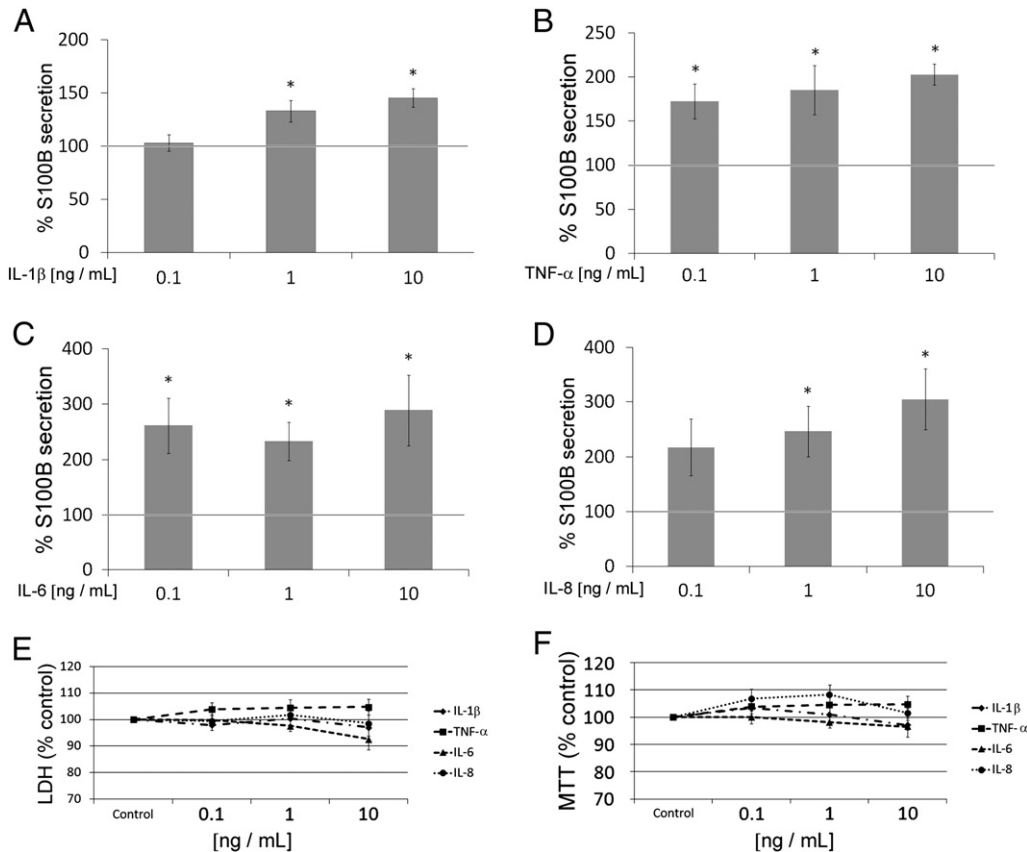 A
% S100B secretion
200
150
100
50
0
*
*
IL-1β [ng / mL]
0.1
1
10
B
% S100B secretion
250
200
150
100
50
0
*
*
*
TNF-α [ng / mL]
0.1
1
10
C
% S100B secretion
400
300
200
100
0
*
*
*
IL-6 [ng / mL]
0.1
1
10
D
% S100B secretion
400
300
200
100
0
*
*
IL-8 [ng / mL]
0.1
1
10
E
LDH (% control)
120
110
100
90
80
70
Control
0.1
1
10
[ng / mL]
IL-1β
TNF-α
IL-6
IL-8
F
MTT (% control)
120
110
100
90
80
70
Control
0.1
1
10
[ng / mL]
IL-1β
TNF-α
IL-6
IL-8